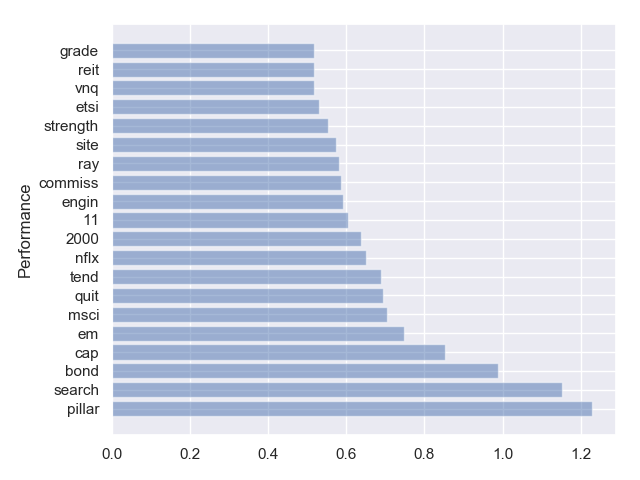 grade
reit
vnq
etsi
strength
site
ray
commiss
engin
11
2000
nflx
tend
quit
msci
em
cap
bond
search
pillar
Performance
0.0 0.2 0.4 0.6 0.8 1.0 1.2